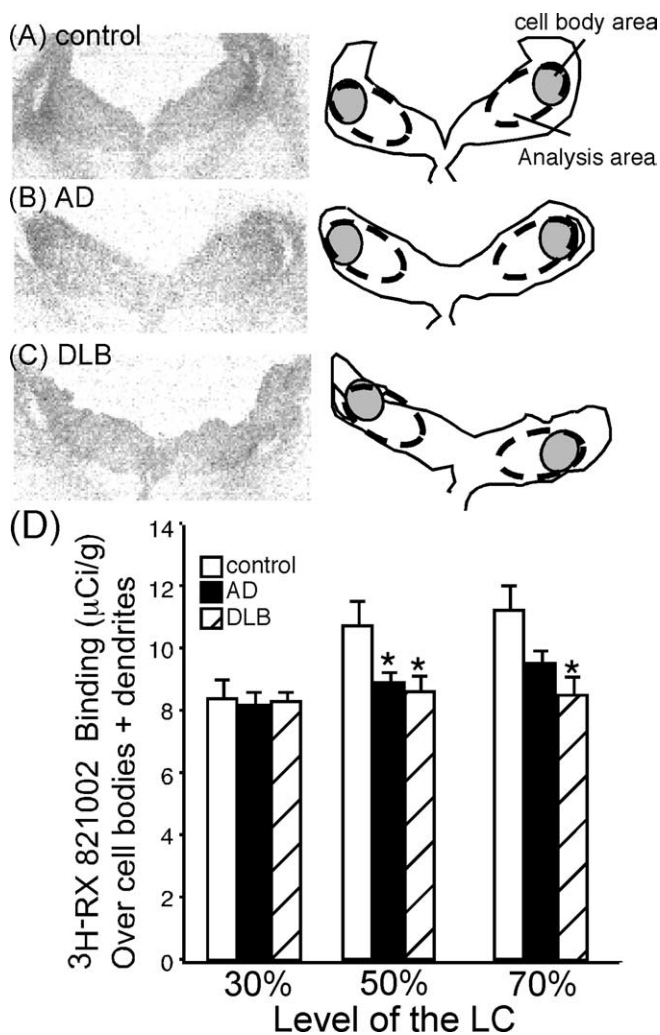 (A) control
cell body area
Analysis area
(B) AD
(C) DLB
(D)
³H-RX 821002 Binding (μCi/g)
Over cell bodies + dendrites
14
12
10
8
6
4
2
0
control
AD
DLB
* *
*
30% 50% 70%
Level of the LC